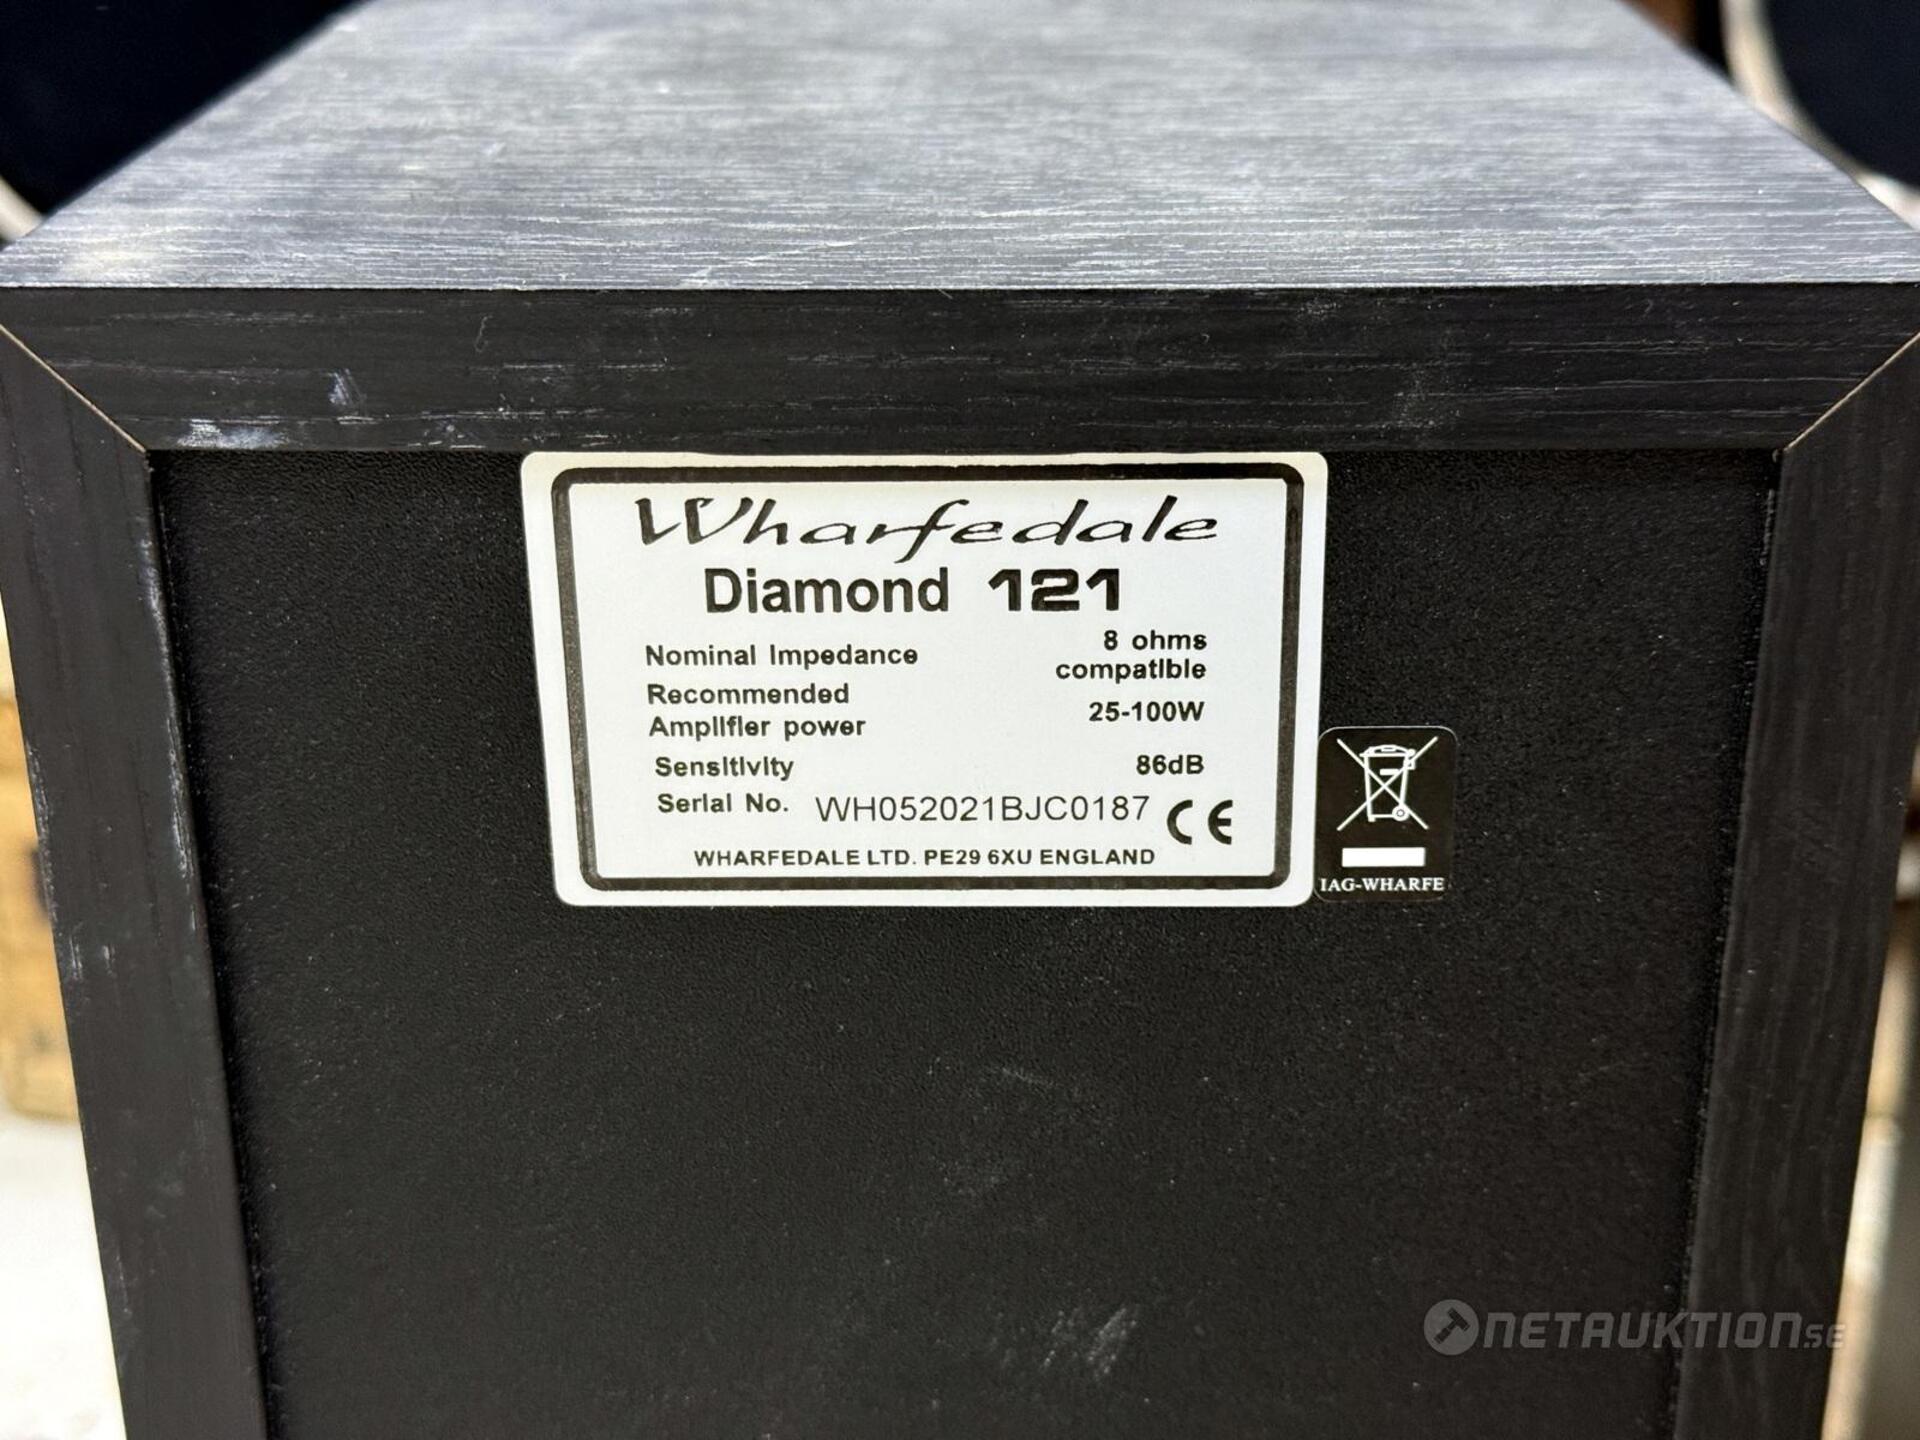 Wharfedale
Diamond 121
Nominal Impedance 8 ohms compatible
Recommended Amplifier power 25-100W
Sensitivity 86dB
Serial No. WH052021BJC0187 CE
WHARFEDALE LTD. PE29 6XU ENGLAND
IAG-WHARFE
NETAUKTION.SE